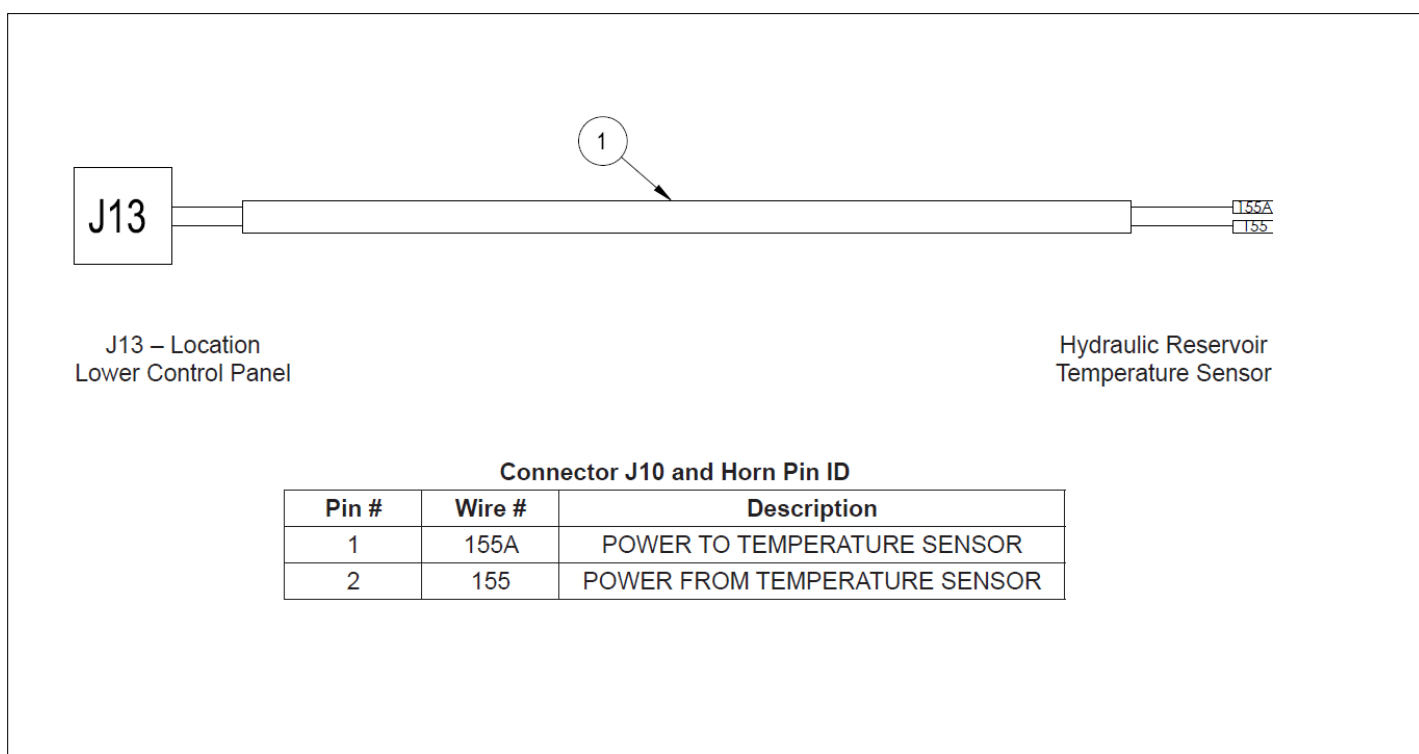 1
J13
155A
155
J13 – Location
Lower Control Panel
Hydraulic Reservoir
Temperature Sensor
Connector J10 and Horn Pin ID
Pin # Wire # Description
1 155A POWER TO TEMPERATURE SENSOR
2 155 POWER FROM TEMPERATURE SENSOR